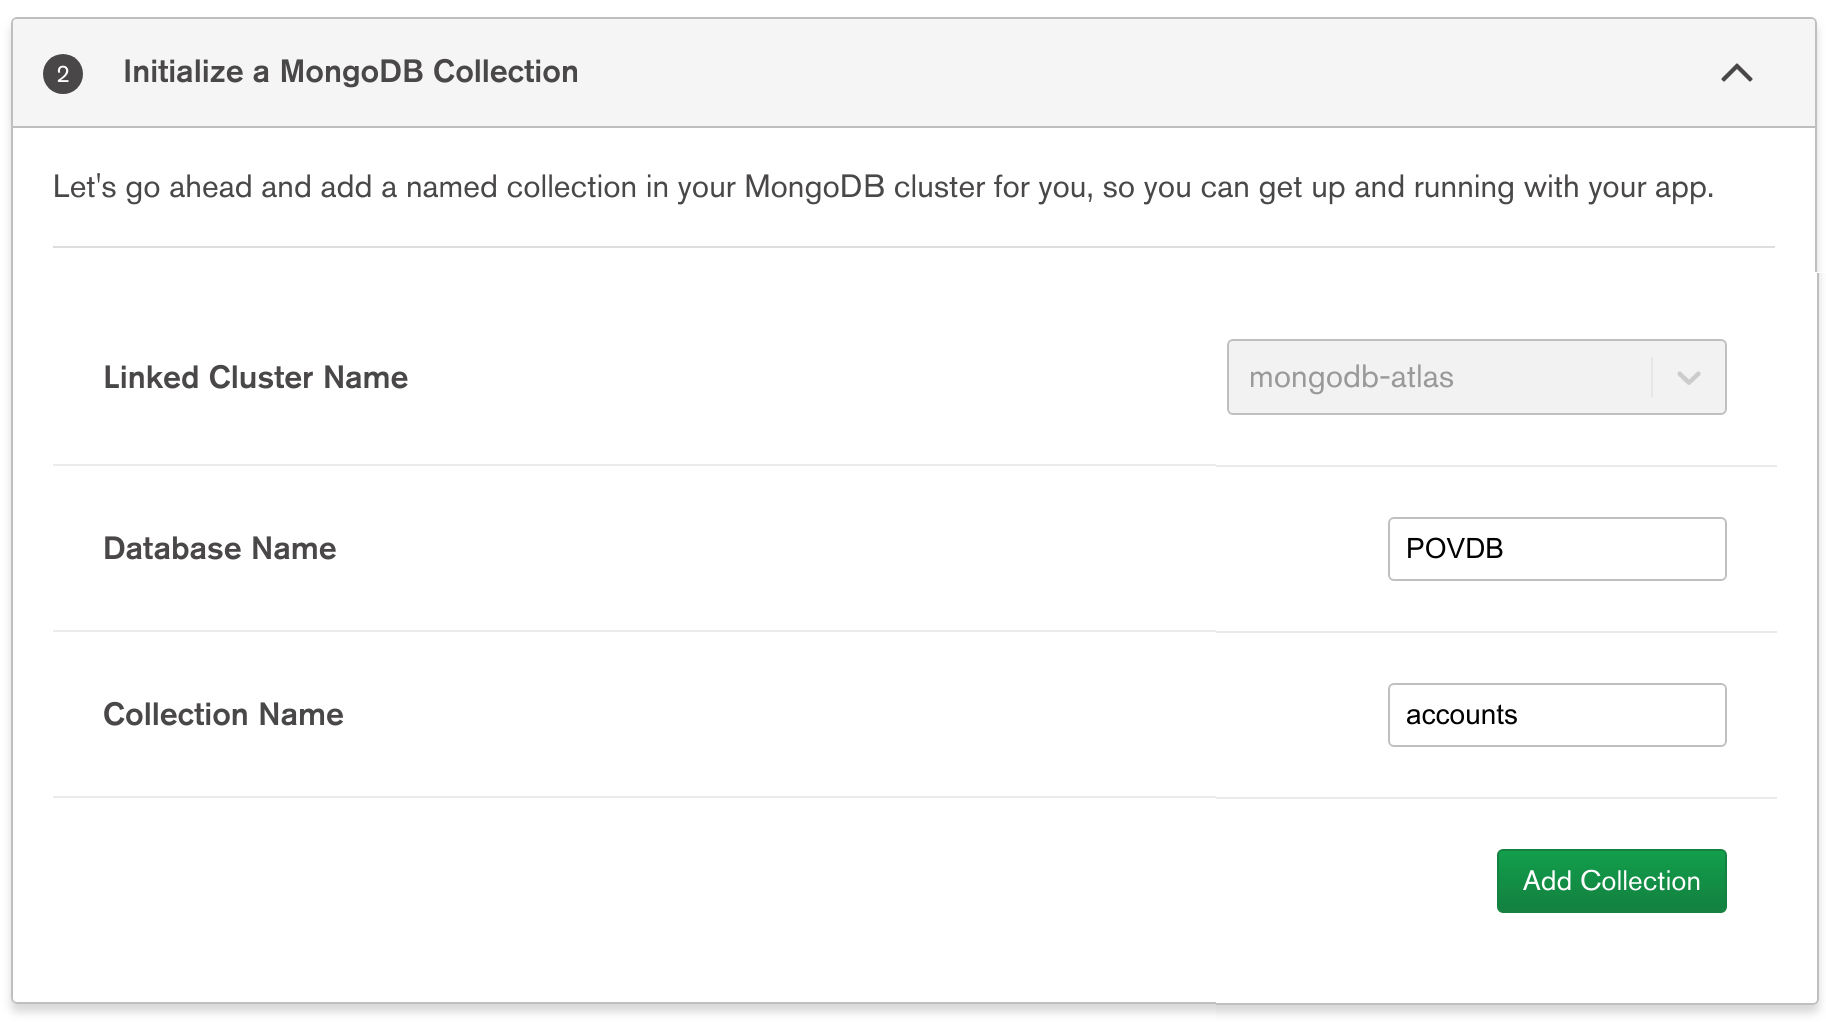 2
Initialize a MongoDB Collection
Let's go ahead and add a named collection in your MongoDB cluster for you, so you can get up and running with your app.
Linked Cluster Name
mongodb-atlas
Database Name
POVDB
Collection Name
accounts
Add Collection